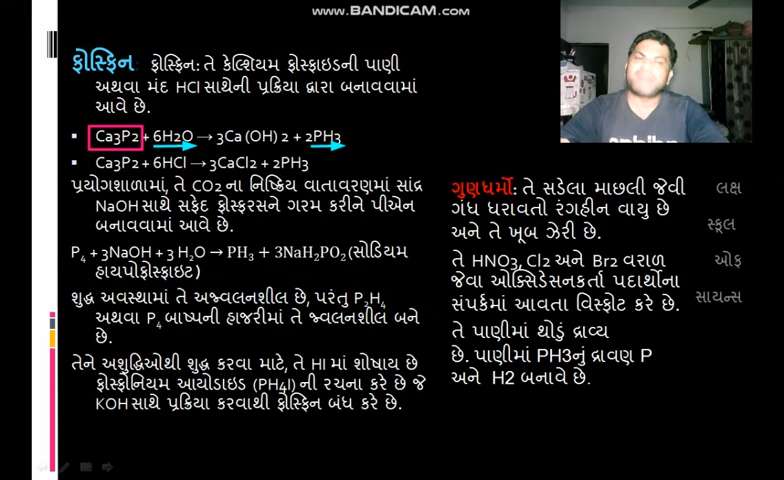 www.BANDICAM.com
ફોસ્ફિન: ફોસ્ફિન: તે કેલ્શિયમ ફોસ્ફાઇડની પાણી
અથવા મંદ HCl સાથેની પ્રક્રિયા દ્વારા બનાવવામાં
આવે છે.
▪ Ca3P2 + 6H2O → 3Ca (OH) 2 + 2PH3
▪ Ca3P2 + 6HCl → 3CaCl2 + 2PH3
પ્રયોગશાળામાં, તે CO2 ના નિષ્ક્રિય વાતાવરણમાં સાંદ્ર
NaOH સાથે સફેદ ફોસ્ફરસને ગરમ કરીને પીએન
બનાવવામાં આવે છે.
P₄ + 3NaOH + 3 H₂O → PH₃ + 3NaH₂PO₂ (સોડિયમ
હાયપોફોસ્ફાઇટ)
શુદ્ધ અવસ્થામાં તે અજ્વલનશીલ છે, પરંતુ P₂H₄
અથવા P₄ બાષ્પની હાજરીમાં તે જ્વલનશીલ બને
છે.
તેને અશુદ્ધિઓથી શુદ્ધ કરવા માટે, તે HI માં શોષાય છે
ફોસ્ફોનિયમ આયોડાઇડ (PH4I) ની રચના કરે છે જે
KOH સાથે પ્રક્રિયા કરવાથી ફોસ્ફિન બંધ કરે છે.
ગુણધર્મો: તે સડેલા માછલી જેવી
ગંધ ધરાવતો રંગહીન વાયુ છે
અને તે ખૂબ ઝેરી છે.
તે HNO3, Cl2 અને Br2 વરાળ
જેવા ઓક્સિડેસનકર્તા પદાર્થોના
સંપર્કમાં આવતા વિસ્ફોટ કરે છે.
તે પાણીમાં થોડું દ્રાવ્ય
છે. પાણીમાં PH3નું દ્રાવણ P
અને H2 બનાવે છે.
લક્ષ
સ્કૂલ
ઓફ
સાયન્સ